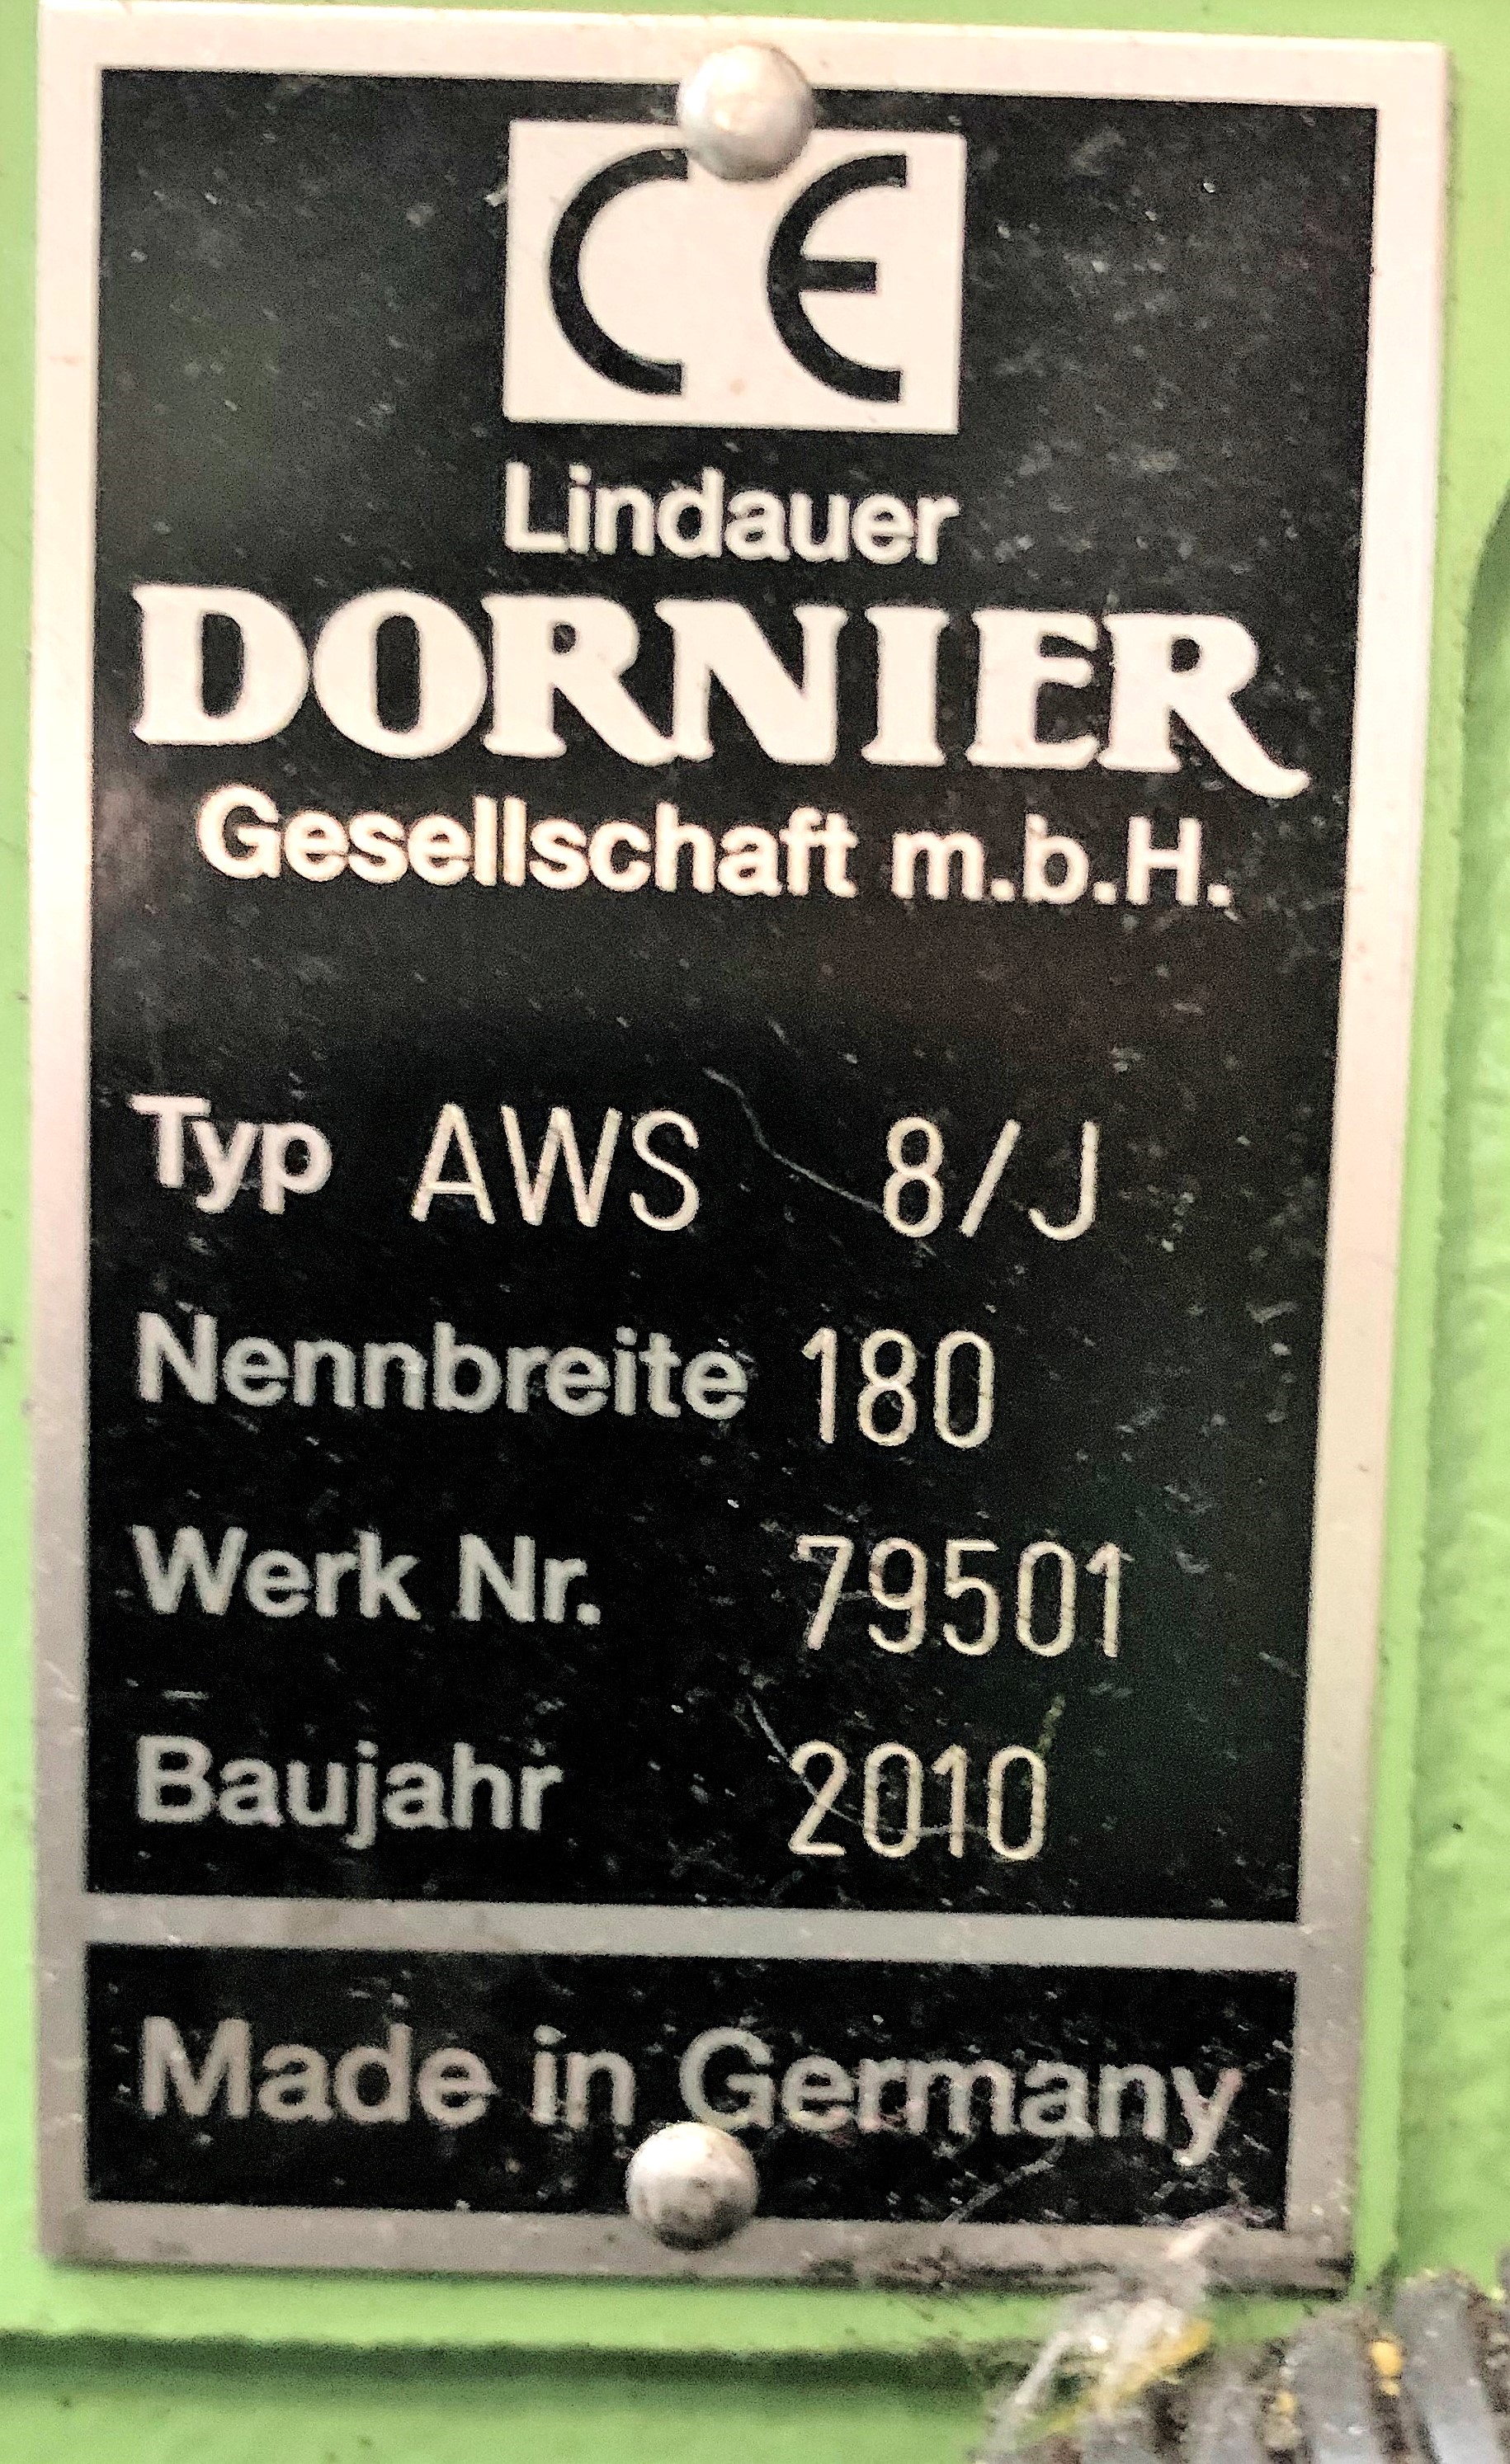 CE
Lindauer
DORNIER
Gesellschaft m.b.H.
Typ AWS 8/J
Nennbreite 180
Werk Nr. 79501
Baujahr 2010
Made in Germany